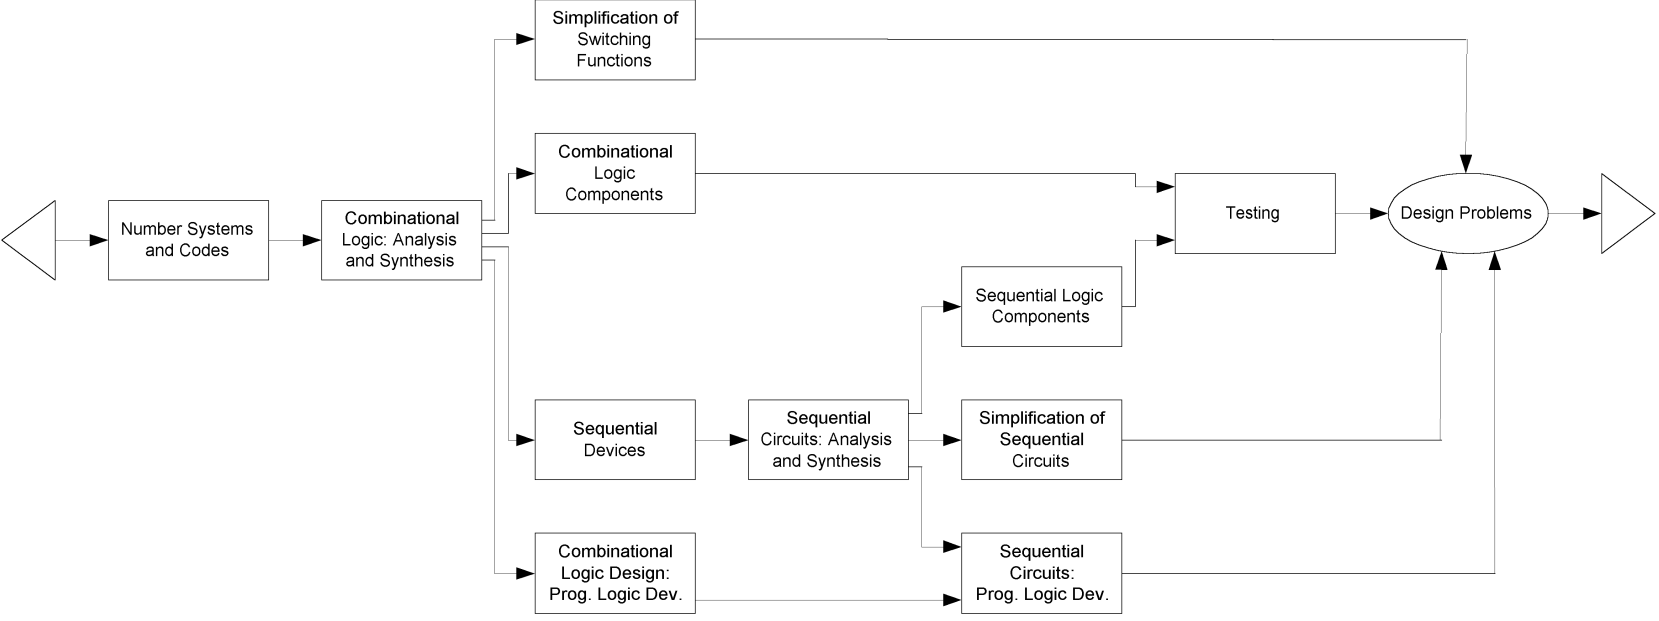 Simplification of
Switching
Functions
Combinational
Logic
Components
Number Systems
and Codes
Combinational
Logic: Analysis
and Synthesis
Testing
Design Problems
Sequential Logic
Components
Sequential
Devices
Sequential
Circuits: Analysis
and Synthesis
Simplification of
Sequential
Circuits
Combinational
Logic Design:
Prog. Logic Dev.
Sequential
Circuits:
Prog. Logic Dev.